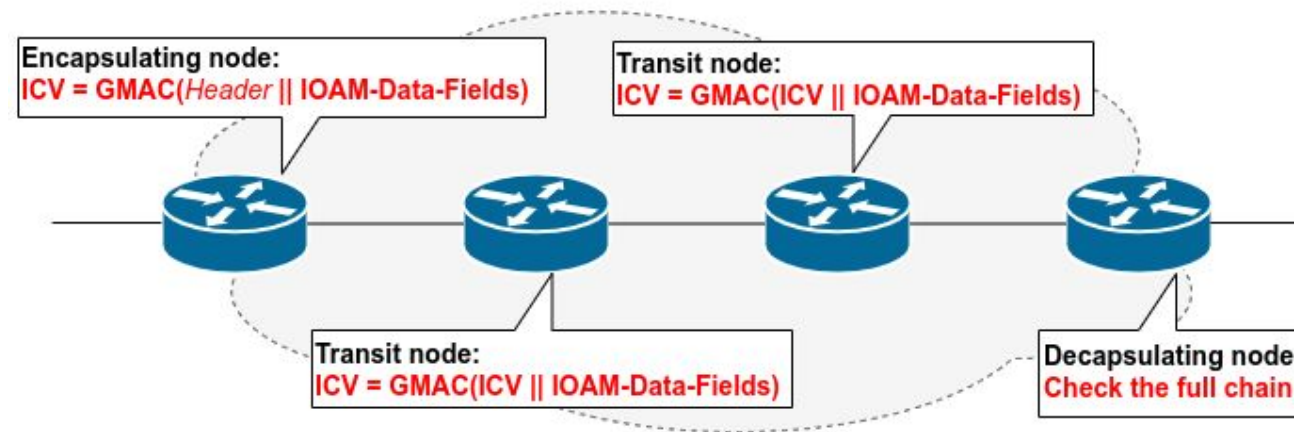 Encapsulating node:
ICV = GMAC(Header || IOAM-Data-Fields)
Transit node:
ICV = GMAC(ICV || IOAM-Data-Fields)
Transit node:
ICV = GMAC(ICV || IOAM-Data-Fields)
Decapsulating node
Check the full chain